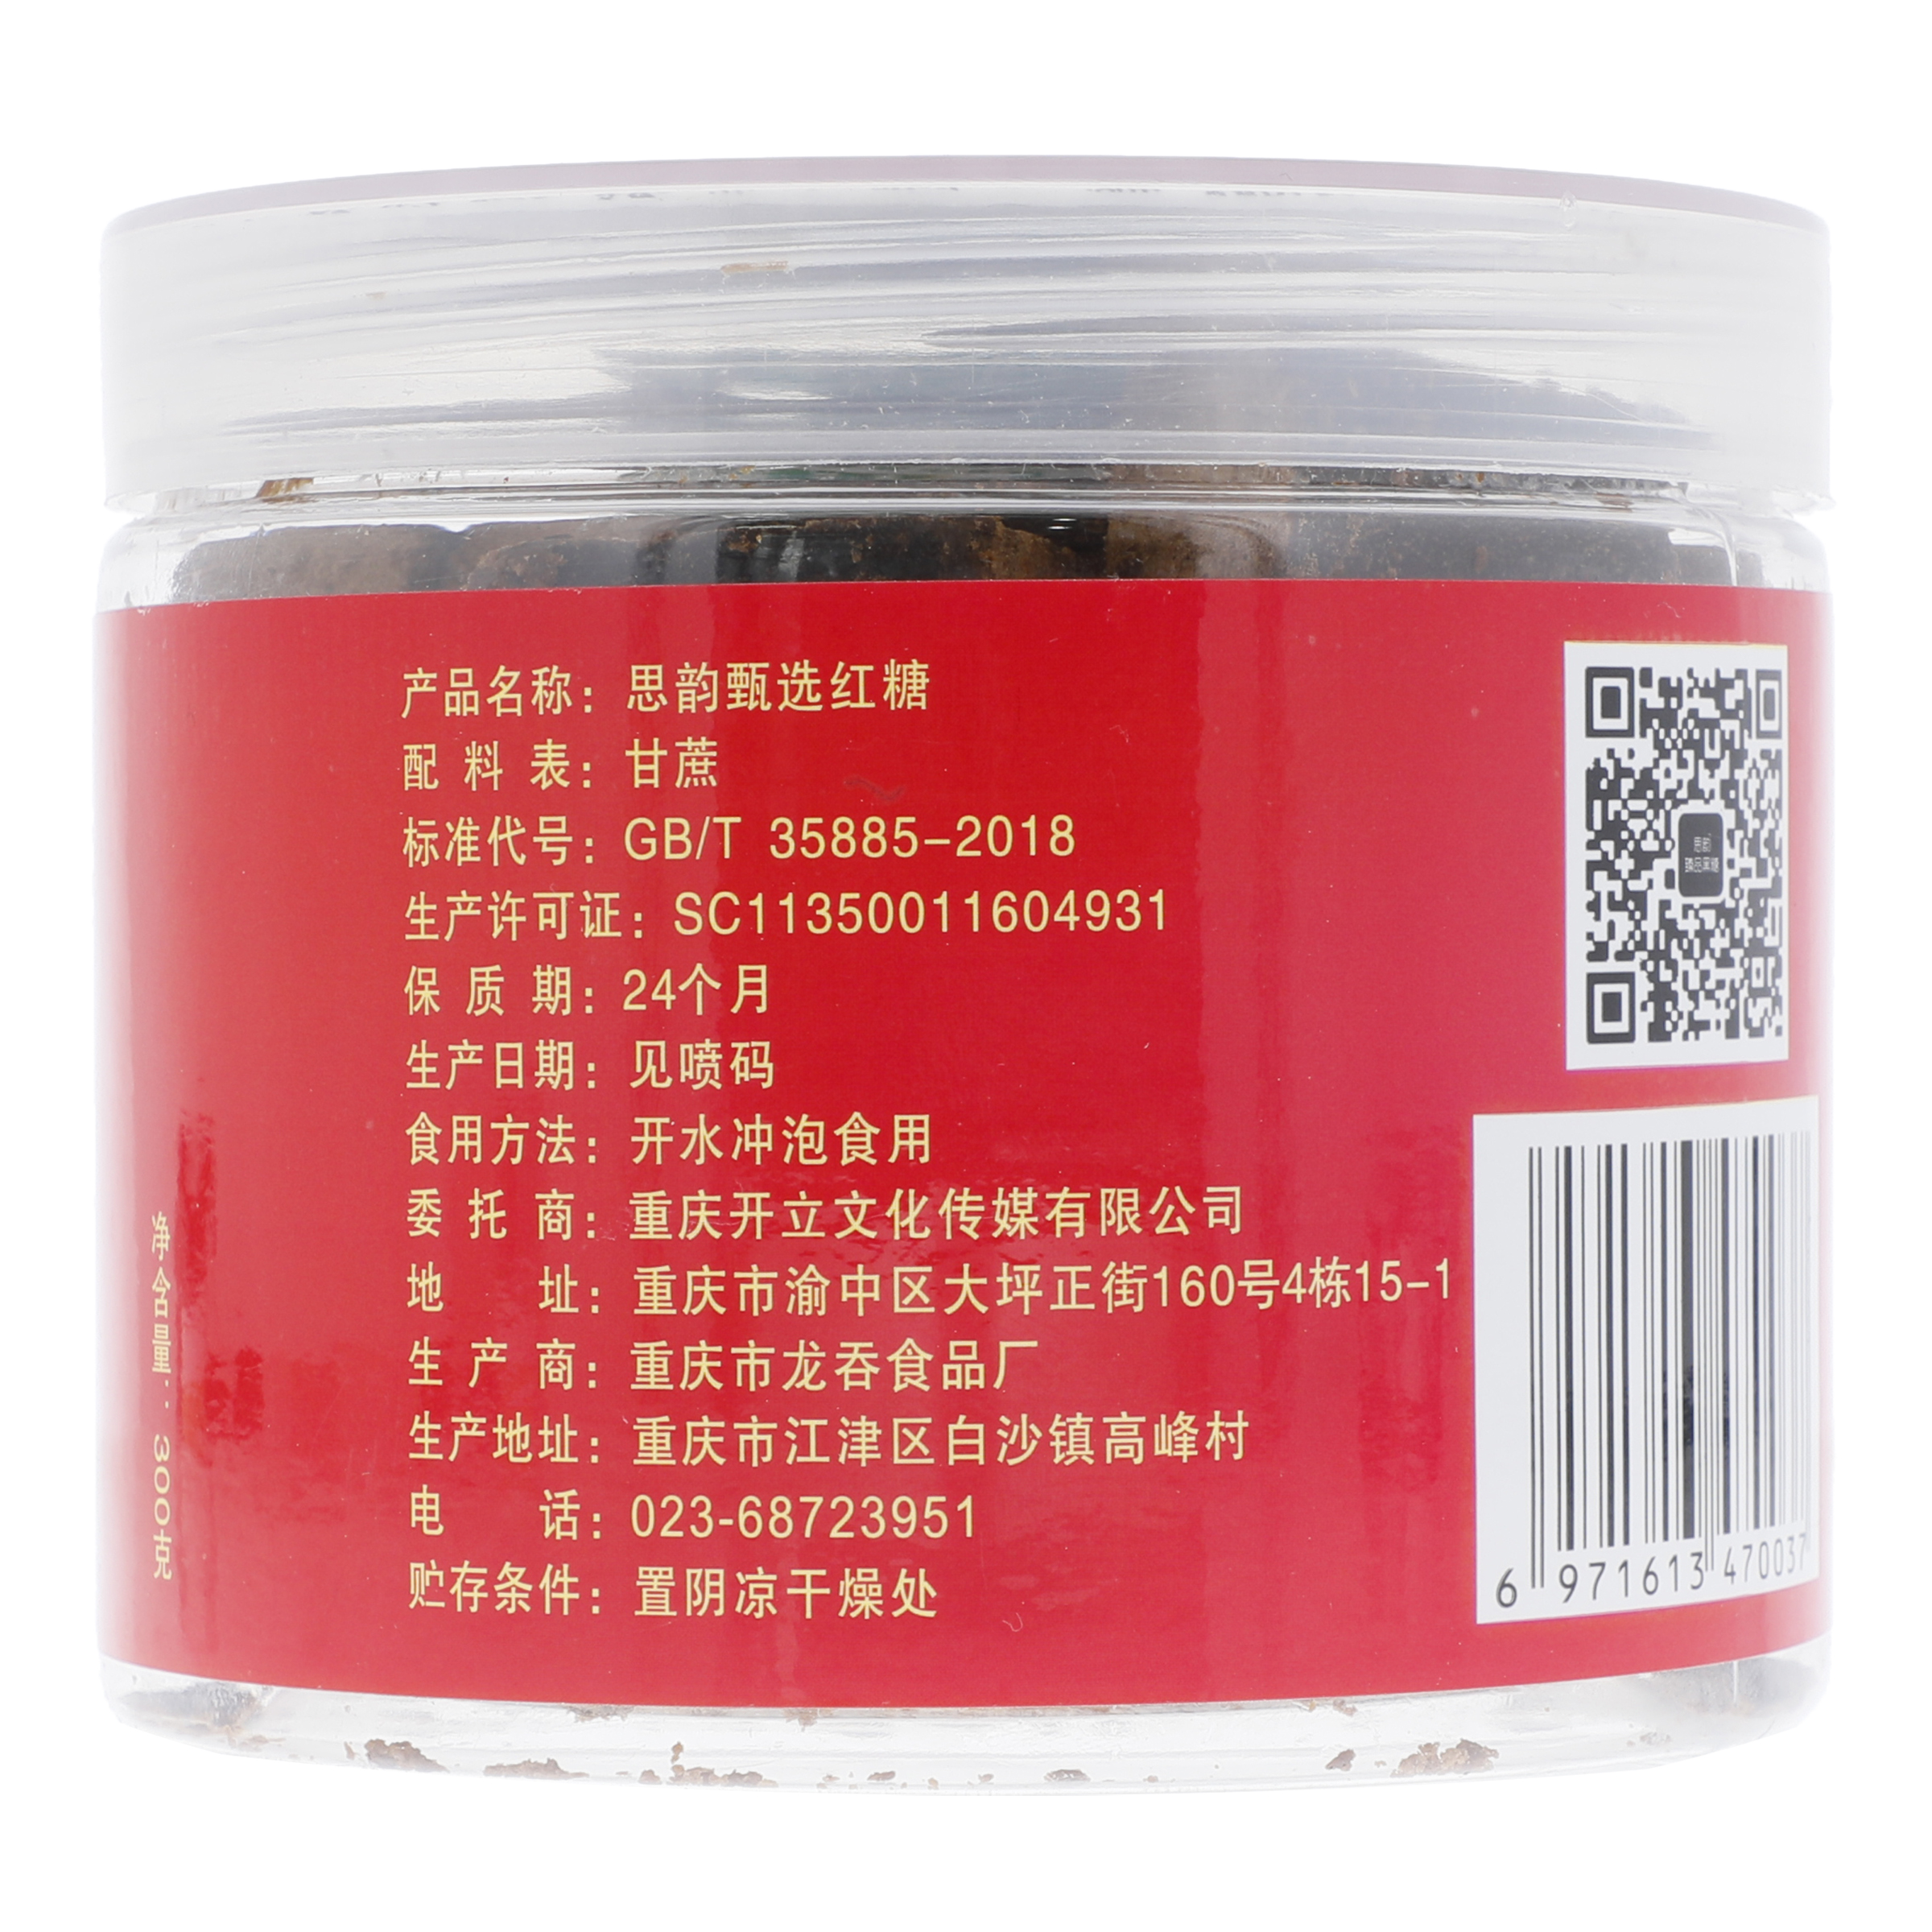 产品名称：思韵甄选红糖
配料表：甘蔗
标准代号：GB/T 35885-2018
生产许可证：SC11350011604931
保质期：24个月
生产日期：见喷码
食用方法：开水冲泡食用
委托商：重庆开立文化传媒有限公司
地址：重庆市渝中区大坪正街160号4栋15-1
生产商：重庆市龙吞食品厂
生产地址：重庆市江津区白沙镇高峰村
电话：023-68723951
贮存条件：置阴凉干燥处
净含量：300克
6 971613 470037